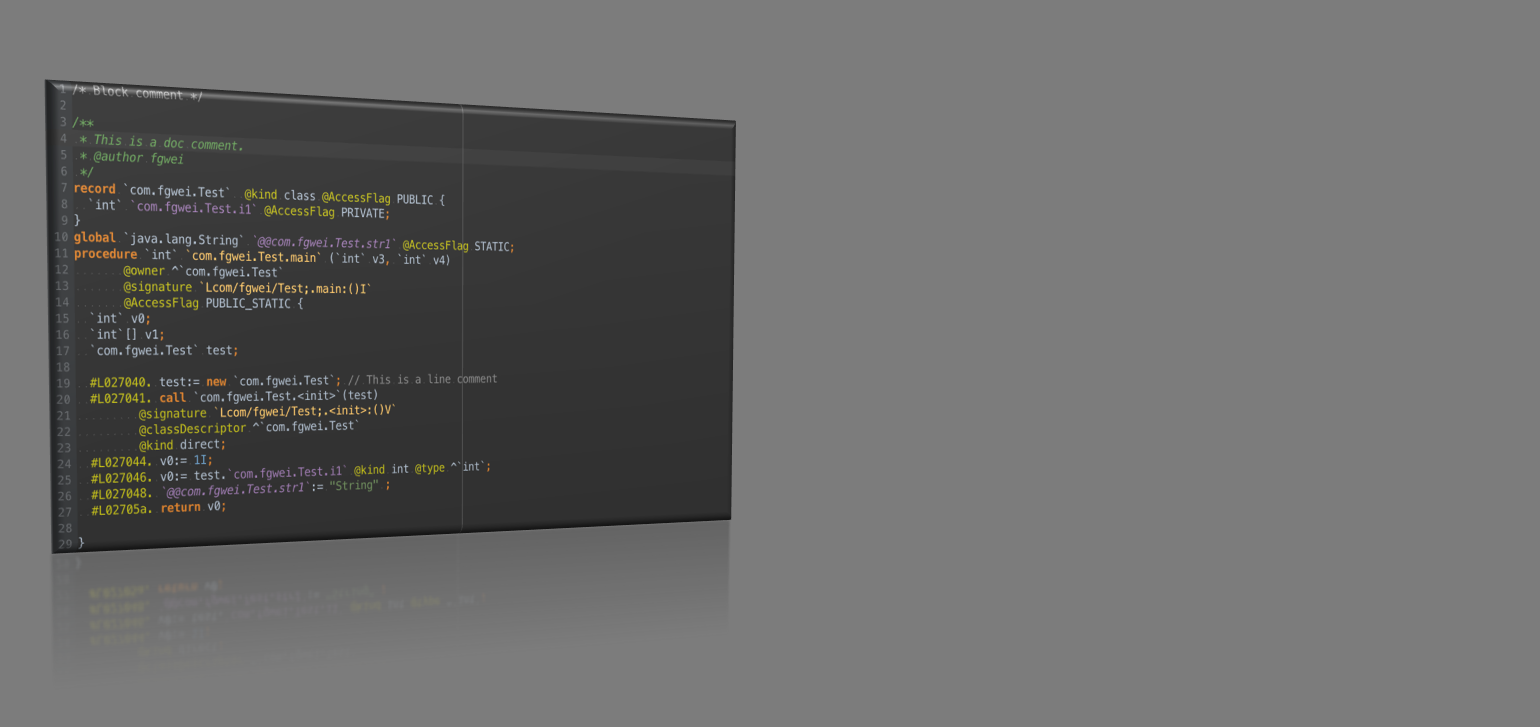 1 /* Block comment */
2
3 /**
4 * This is a doc comment.
5 * @author fgwei
6 */
7 record `com.fgwei.Test` @kind class @AccessFlag PUBLIC {
8 `int` `com.fgwei.Test.i1` @AccessFlag PRIVATE;
9 }
10 global `java.lang.String` `@@com.fgwei.Test.str1` @AccessFlag STATIC;
11 procedure `int` `com.fgwei.Test.main` (`int` v3, `int` v4)
12 @owner ^`com.fgwei.Test`
13 @signature `Lcom/fgwei/Test;.main:()I`
14 @AccessFlag PUBLIC_STATIC {
15 `int` v0;
16 `int`[] v1;
17 `com.fgwei.Test` test;
18
19 #L027040. test:= new `com.fgwei.Test`; // This is a line comment
20 #L027041. call `com.fgwei.Test.<init>`(test)
21 @signature `Lcom/fgwei/Test;.<init>:()V`
22 @classDescriptor ^`com.fgwei.Test`
23 @kind direct;
24 #L027044. v0:= 1I;
25 #L027046. v0:= test.`com.fgwei.Test.i1` @kind int @type ^`int`;
26 #L027048. `@@com.fgwei.Test.str1`:= "String" ;
27 #L02705a. return v0;
28
29 }